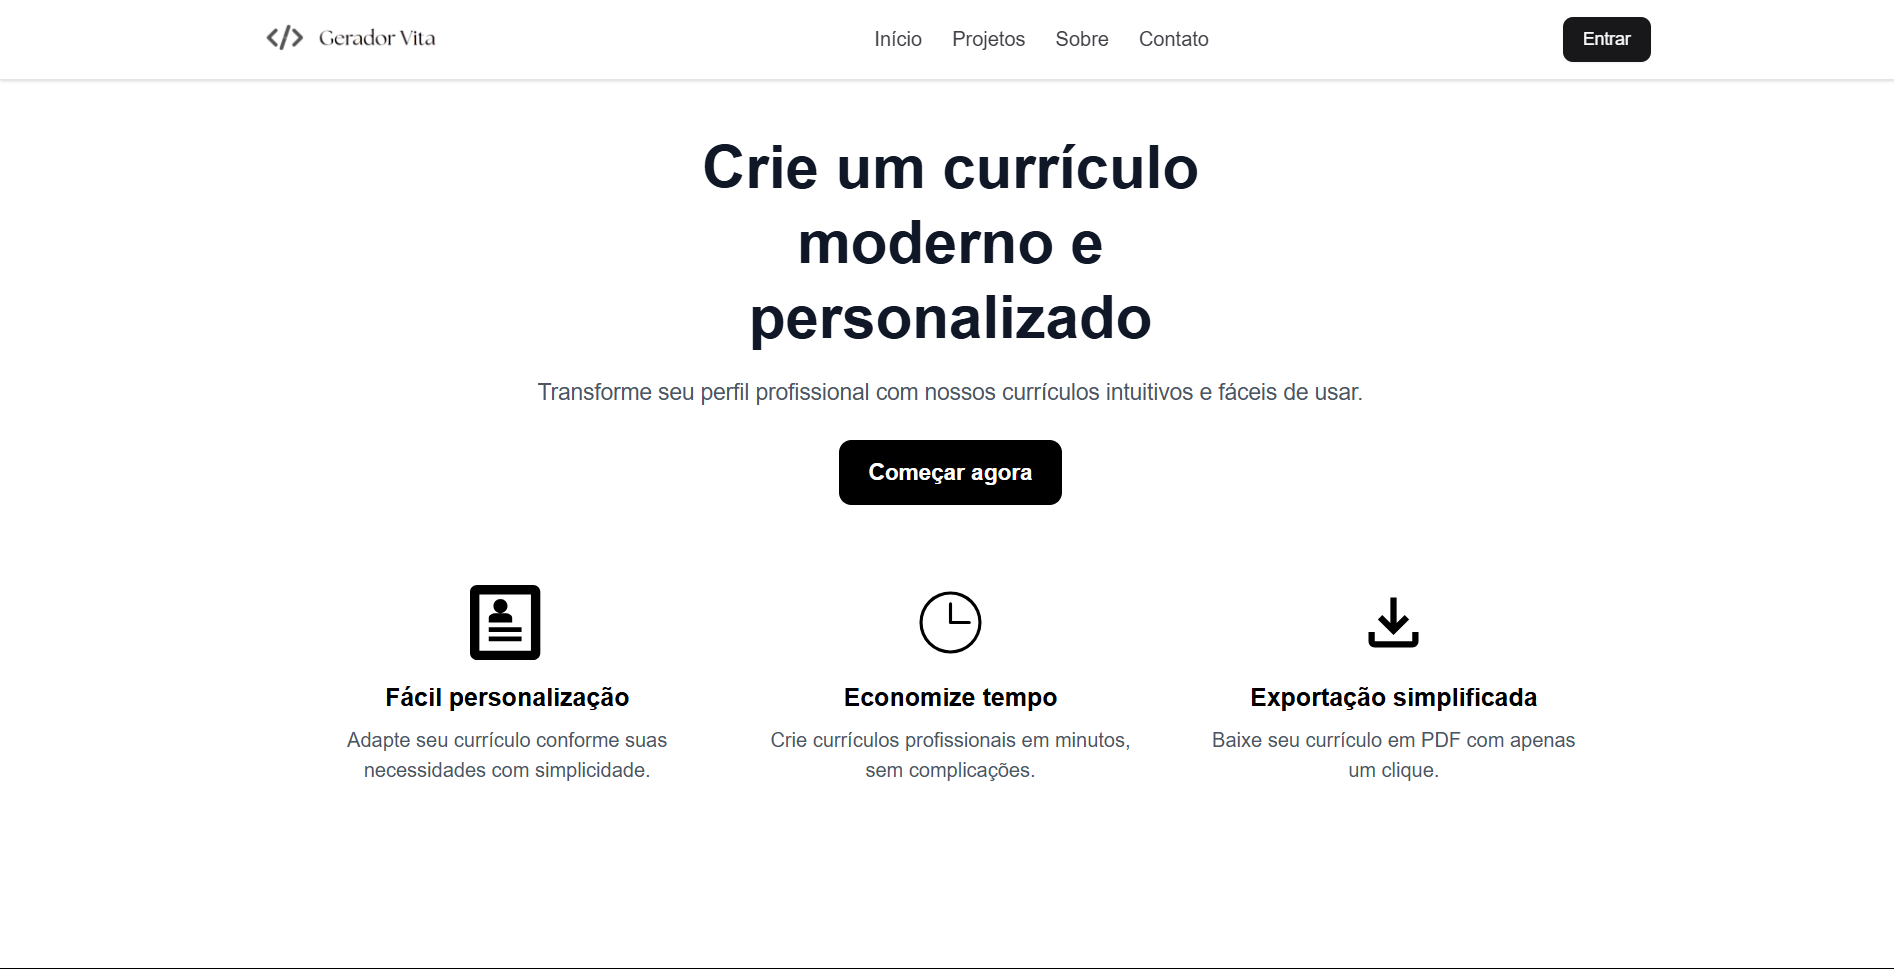 Gerador Vita
Início Projetos Sobre Contato
Entrar
Crie um currículo
moderno e
personalizado
Transforme seu perfil profissional com nossos currículos intuitivos e fáceis de usar.
Começar agora
Fácil personalização
Adapte seu currículo conforme suas
necessidades com simplicidade.
Economize tempo
Crie currículos profissionais em minutos,
sem complicações.
Exportação simplificada
Baixe seu currículo em PDF com apenas
um clique.